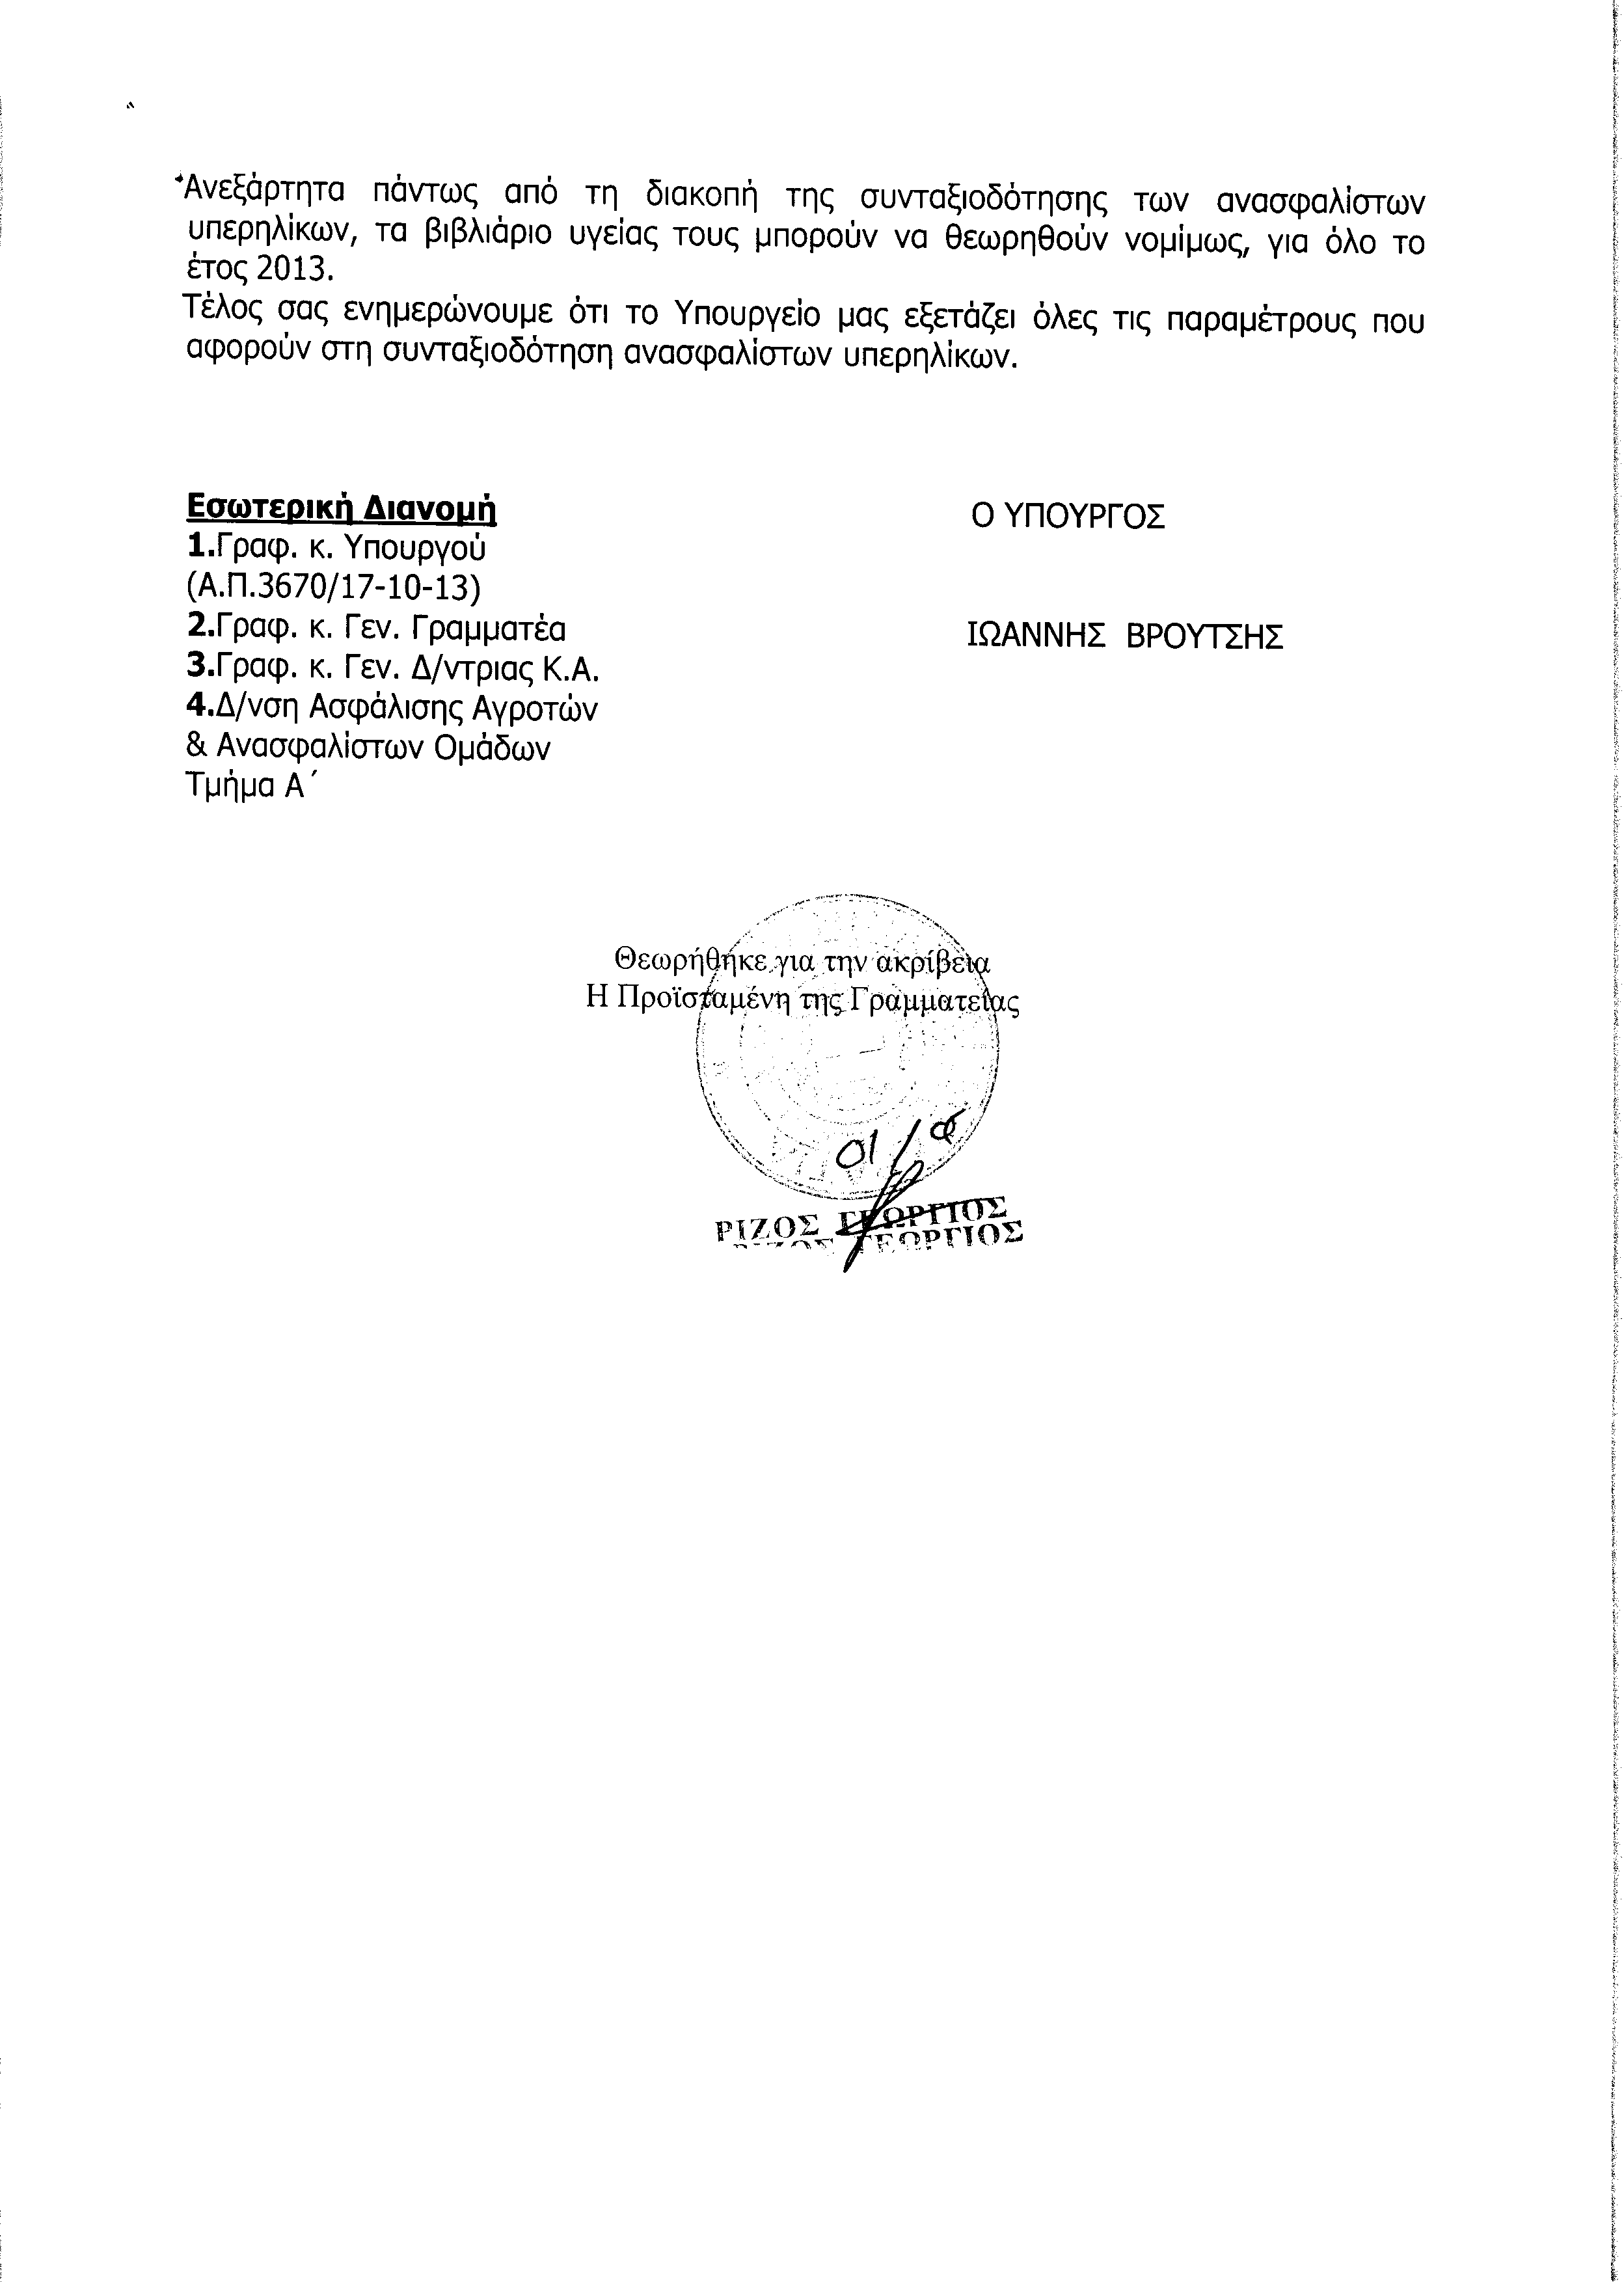 Ανεξάρτητα πάντως από τη διακοπή της συνταξιοδότησης των ανασφαλίστων
υπερηλίκων, τα βιβλιάριο υγείας τους μπορούν να θεωρηθούν νομίμως, για όλο το
έτος 2013.
Τέλος σας ενημερώνουμε ότι το Υπουργείο μας εξετάζει όλες τις παραμέτρους που
αφορούν στη συνταξιοδότηση ανασφαλίστων υπερηλίκων.
Εσωτερική Διανομή
1.Γραφ. κ. Υπουργού
(Α.Π.3670/17-10-13)
2.Γραφ. κ. Γεν. Γραμματέα
3.Γραφ. κ. Γεν. Δ/ντριας Κ.Α.
4.Δ/νση Ασφάλισης Αγροτών
& Ανασφαλίστων Ομάδων
Τμήμα Α΄
Ο ΥΠΟΥΡΓΟΣ
ΙΩΑΝΝΗΣ ΒΡΟΥΤΣΗΣ
Θεωρήθηκε για την ακρίβεια
Η Προϊσταμένη της Γραμματείας
ΡΙΖΟΣ ΓΕΩΡΓΙΟΣ
ΓΕΩΡΓΙΟΣ